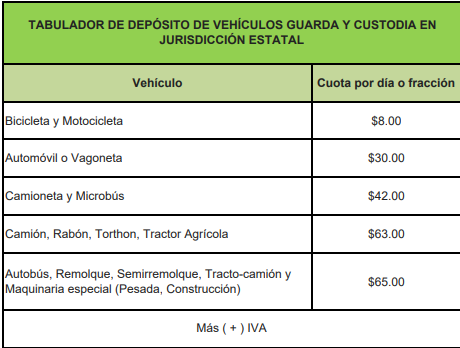 TABULADOR DE DEPÓSITO DE VEHÍCULOS GUARDA Y CUSTODIA EN
JURISDICCIÓN ESTATAL
Vehículo
Cuota por día o fracción
Bicicleta y Motocicleta
$8.00
Automóvil o Vagoneta
$30.00
Camioneta y Microbús
$42.00
Camión, Rabón, Torthon, Tractor Agrícola
$63.00
Autobús, Remolque, Semirremolque, Tracto-camión y
Maquinaria especial (Pesada, Construcción)
$65.00
Más ( + ) IVA